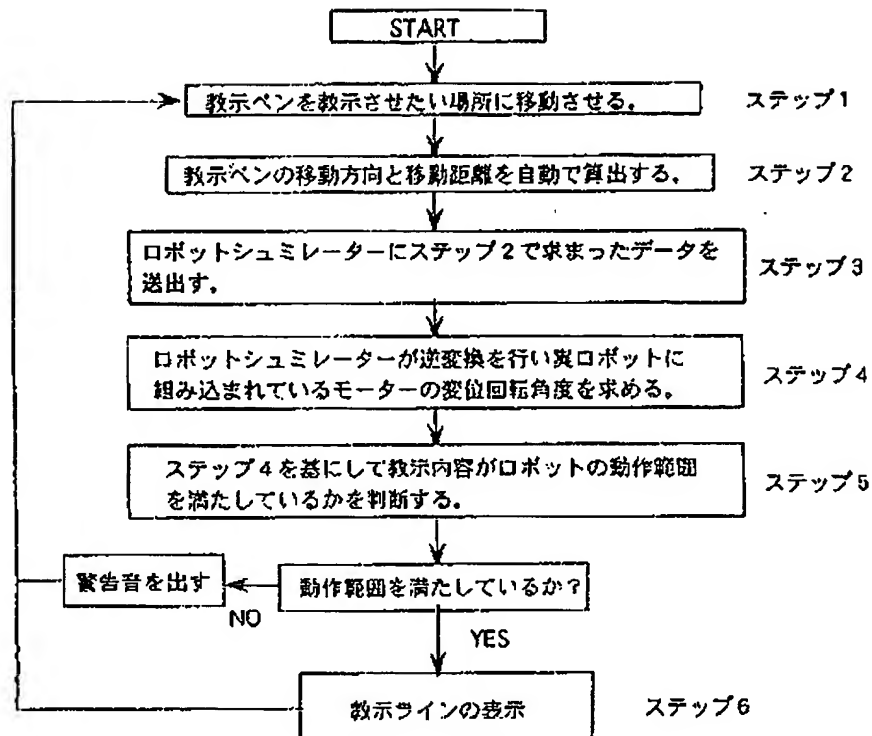 START
教示ペンを教示させたい場所に移動させる。
ステップ1
教示ペンの移動方向と移動距離を自動で算出する。
ステップ2
ロボットシュミレーターにステップ2で求まったデータを
送出す。
ステップ3
ロボットシュミレーターが逆変換を行い実ロボットに
組み込まれているモーターの変位回転角度を求める。
ステップ4
ステップ4を基にして教示内容がロボットの動作範囲
を満たしているかを判断する。
ステップ5
警告音を出す
動作範囲を満たしているか?
NO
YES
教示ラインの表示
ステップ6